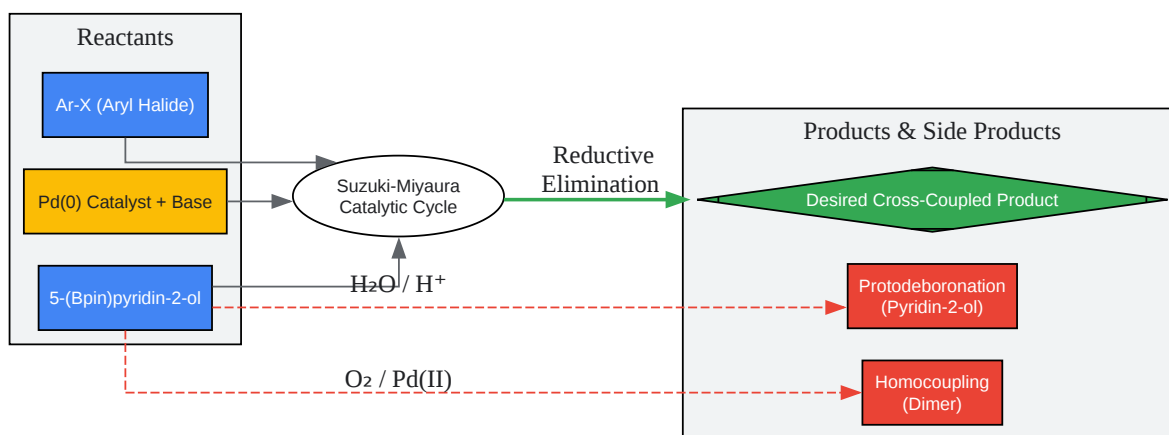 Reactants
Ar-X (Aryl Halide)
Pd(0) Catalyst + Base
5-(Bpin)pyridin-2-ol
Suzuki-Miyaura
Catalytic Cycle
H₂O / H⁺
O₂ / Pd(II)
Reductive
Elimination
Products & Side Products
Desired Cross-Coupled Product
Protodeboronation
(Pyridin-2-ol)
Homocoupling
(Dimer)